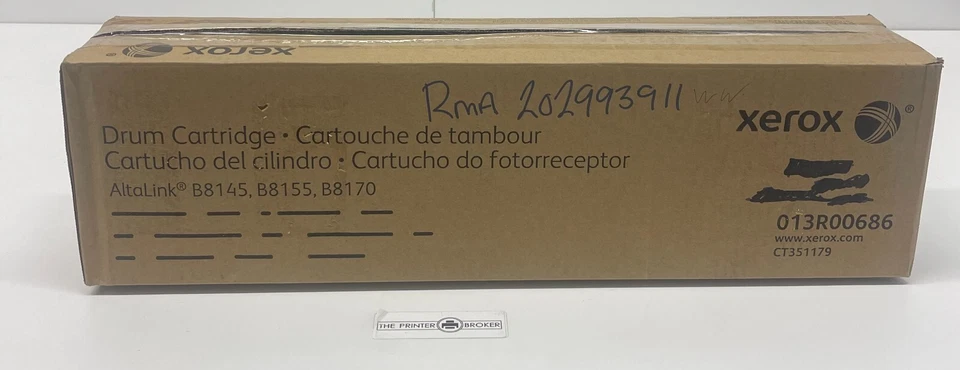 xerox
RMA 202993911 ww
xerox®
Drum Cartridge • Cartouche de tambour
Cartucho del cilindro • Cartucho do fotorreceptor
AltaLink® B8145, B8155, B8170
013R00686
www.xerox.com
CT351179
THE PRINTER BROKER